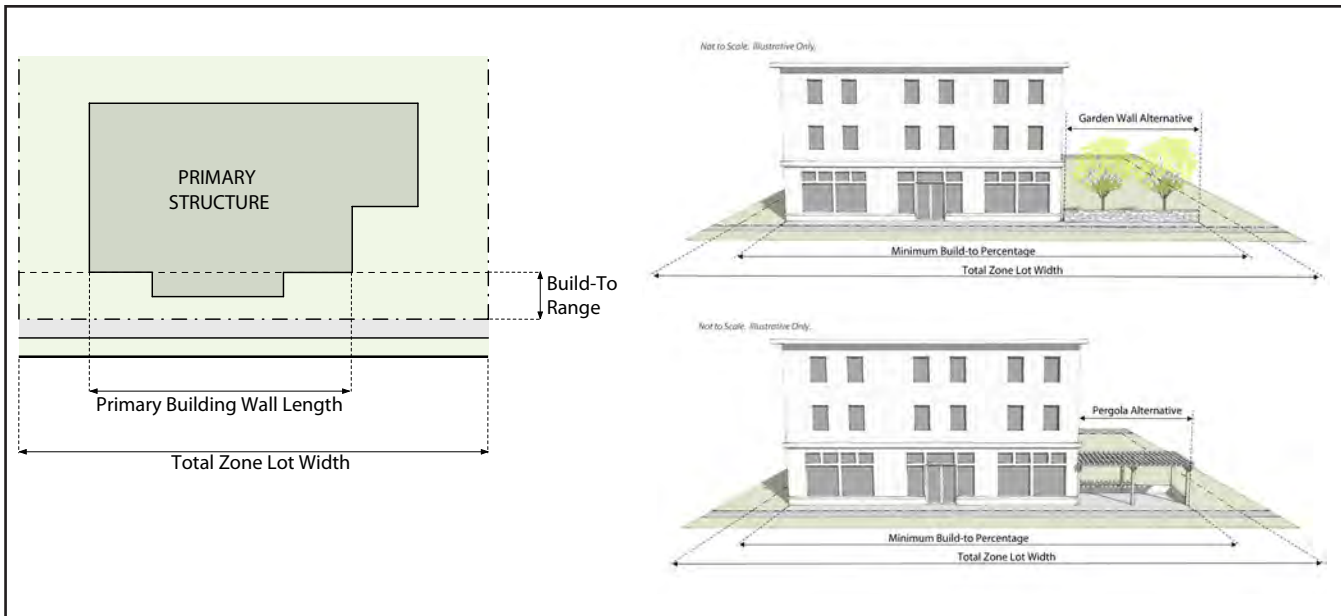 PRIMARY
STRUCTURE
Build-To
Range
Primary Building Wall Length
Total Zone Lot Width
Not to Scale. Illustrative Only.
Garden Wall Alternative
Minimum Build-to Percentage
Total Zone Lot Width
Not to Scale. Illustrative Only.
Pergola Alternative
Minimum Build-to Percentage
Total Zone Lot Width